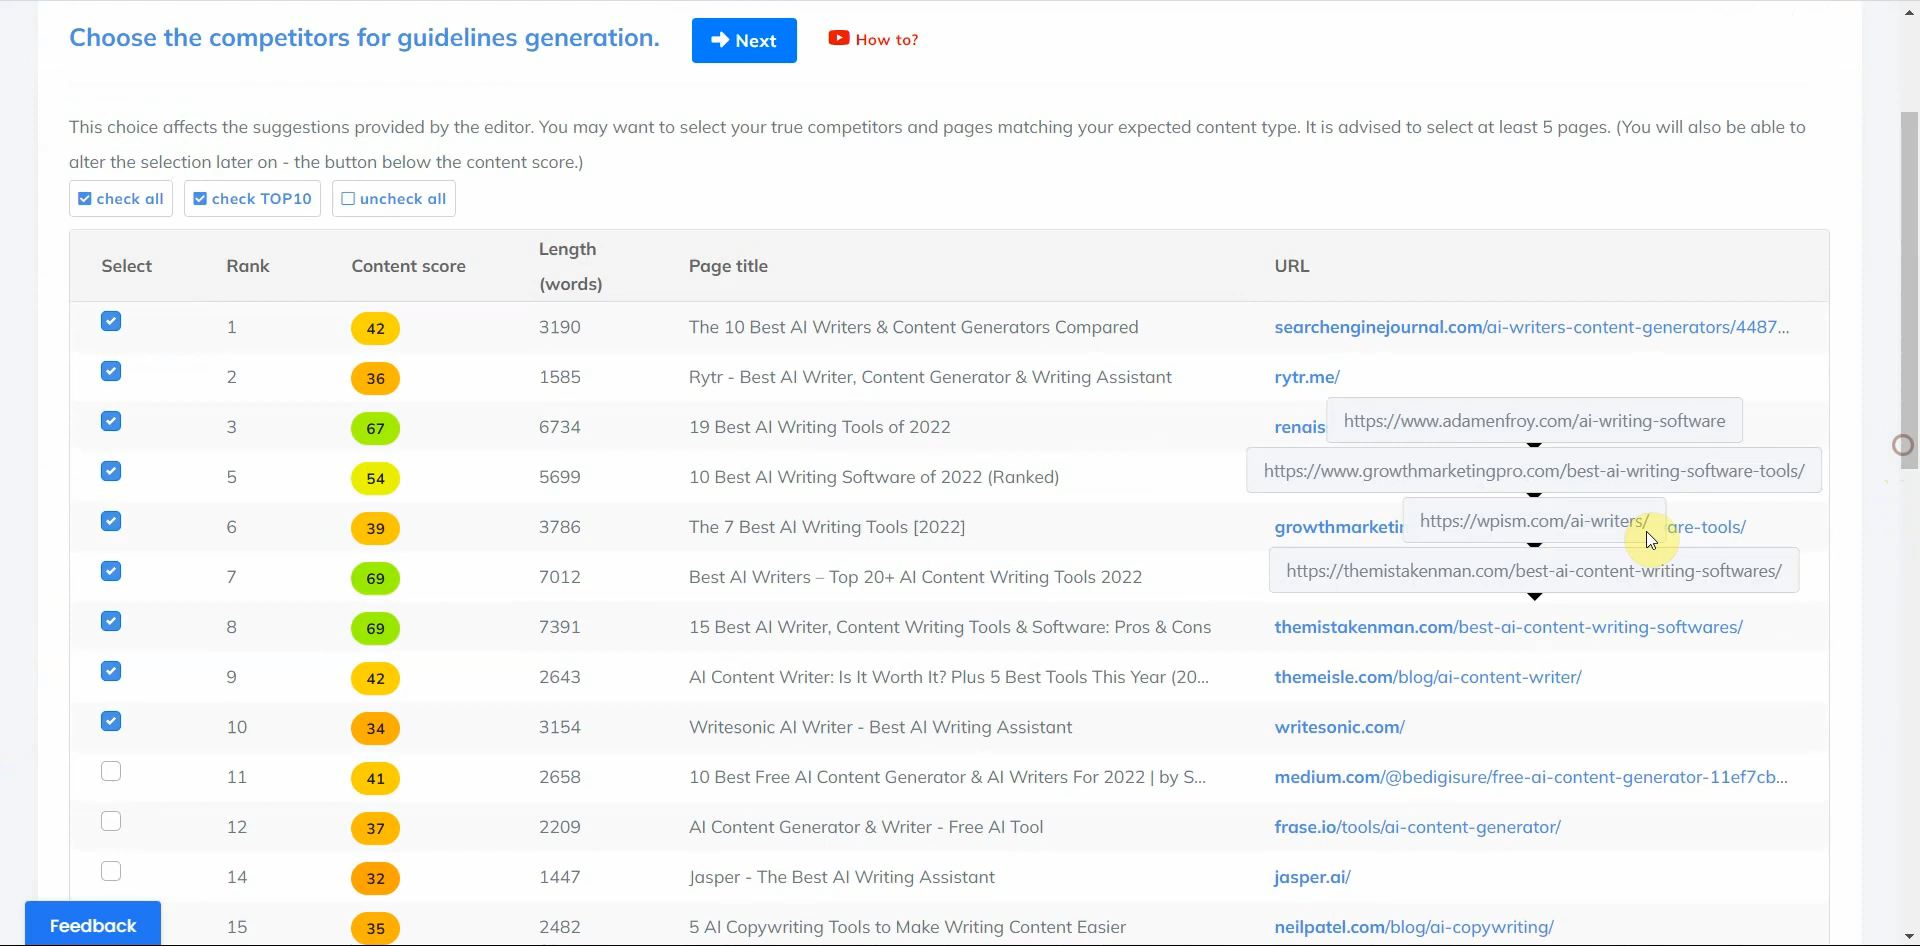 Choose the competitors for guidelines generation.
Next
How to?
This choice affects the suggestions provided by the editor. You may want to select your true competitors and pages matching your expected content type. It is advised to select at least 5 pages. (You will also be able to
alter the selection later on - the button below the content score.)
check all
check TOP10
uncheck all
Select Rank Content score Length (words) Page title URL
1 42 3190 The 10 Best AI Writers & Content Generators Compared searchenginejournal.com/ai-writers-content-generators/4487...
2 36 1585 Rytr - Best AI Writer, Content Generator & Writing Assistant rytr.me/
https://www.adamenfroy.com/ai-writing-software
3 67 6734 19 Best AI Writing Tools of 2022 renais
https://www.growthmarketingpro.com/best-ai-writing-software-tools/
5 54 5699 10 Best AI Writing Software of 2022 (Ranked)
https://wpism.com/ai-writers/
6 39 3786 The 7 Best AI Writing Tools [2022] growthmarketin are-tools/
https://themistakenman.com/best-ai-content-writing-softwares/
7 69 7012 Best AI Writers – Top 20+ AI Content Writing Tools 2022
8 69 7391 15 Best AI Writer, Content Writing Tools & Software: Pros & Cons themistakenman.com/best-ai-content-writing-softwares/
9 42 2643 AI Content Writer: Is It Worth It? Plus 5 Best Tools This Year (20... themeisle.com/blog/ai-content-writer/
10 34 3154 Writesonic AI Writer - Best AI Writing Assistant writesonic.com/
11 41 2658 10 Best Free AI Content Generator & AI Writers For 2022 | by S... medium.com/@bedigisure/free-ai-content-generator-11ef7cb...
12 37 2209 AI Content Generator & Writer - Free AI Tool frase.io/tools/ai-content-generator/
14 32 1447 Jasper - The Best AI Writing Assistant jasper.ai/
15 35 2482 5 AI Copywriting Tools to Make Writing Content Easier neilpatel.com/blog/ai-copywriting/
Feedback